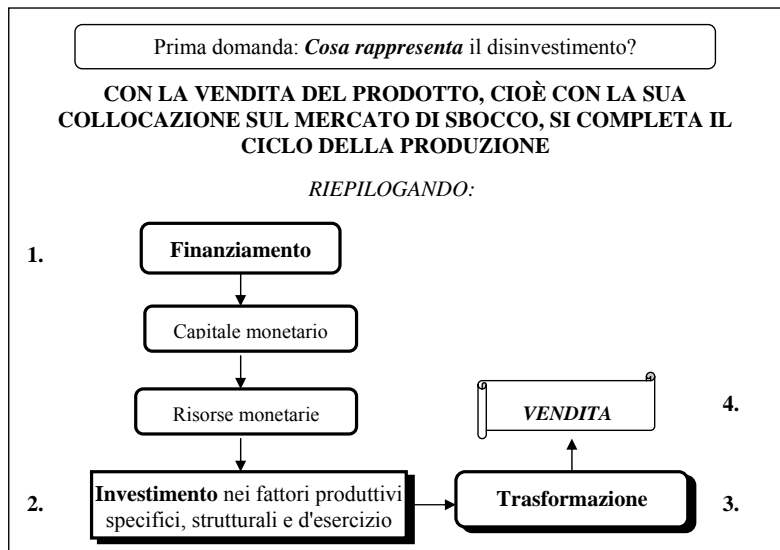 Prima domanda: Cosa rappresenta il disinvestimento?
CON LA VENDITA DEL PRODOTTO, CIOÈ CON LA SUA
COLLOCAZIONE SUL MERCATO DI SBOCCO, SI COMPLETA IL
CICLO DELLA PRODUZIONE
RIEPILOGANDO:
1.
Finanziamento
Capitale monetario
Risorse monetarie
VENDITA
4.
2.
Investimento nei fattori produttivi
specifici, strutturali e d'esercizio
Trasformazione
3.